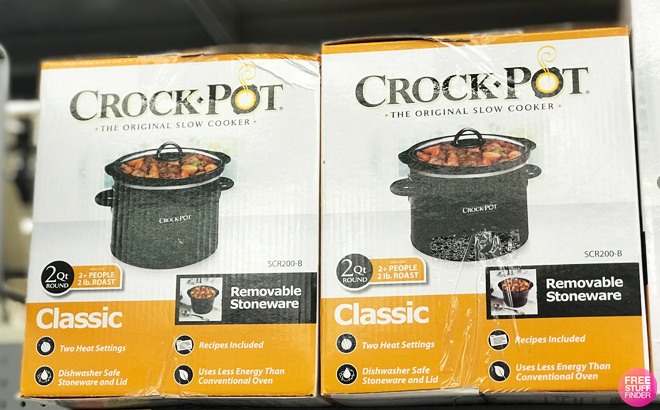 CROCK·POT®
• THE ORIGINAL SLOW COOKER •
CROCK·POT
SCR200-B
2Qt
ROUND
2+ PEOPLE
2 lb. ROAST
Removable
Stoneware
Classic
Two Heat Settings
Recipes Included
Dishwasher Safe
Stoneware and Lid
Uses Less Energy Than
Conventional Oven
CROCK·POT®
• THE ORIGINAL SLOW COOKER •
CROCK·POT
SCR200-B
2Qt
ROUND
2+ PEOPLE
2 lb. ROAST
Removable
Stoneware
Classic
Two Heat Settings
Recipes Included
Dishwasher Safe
Stoneware and Lid
Uses Less Energy Than
Conventional Oven
FREE
STUFF
FINDER